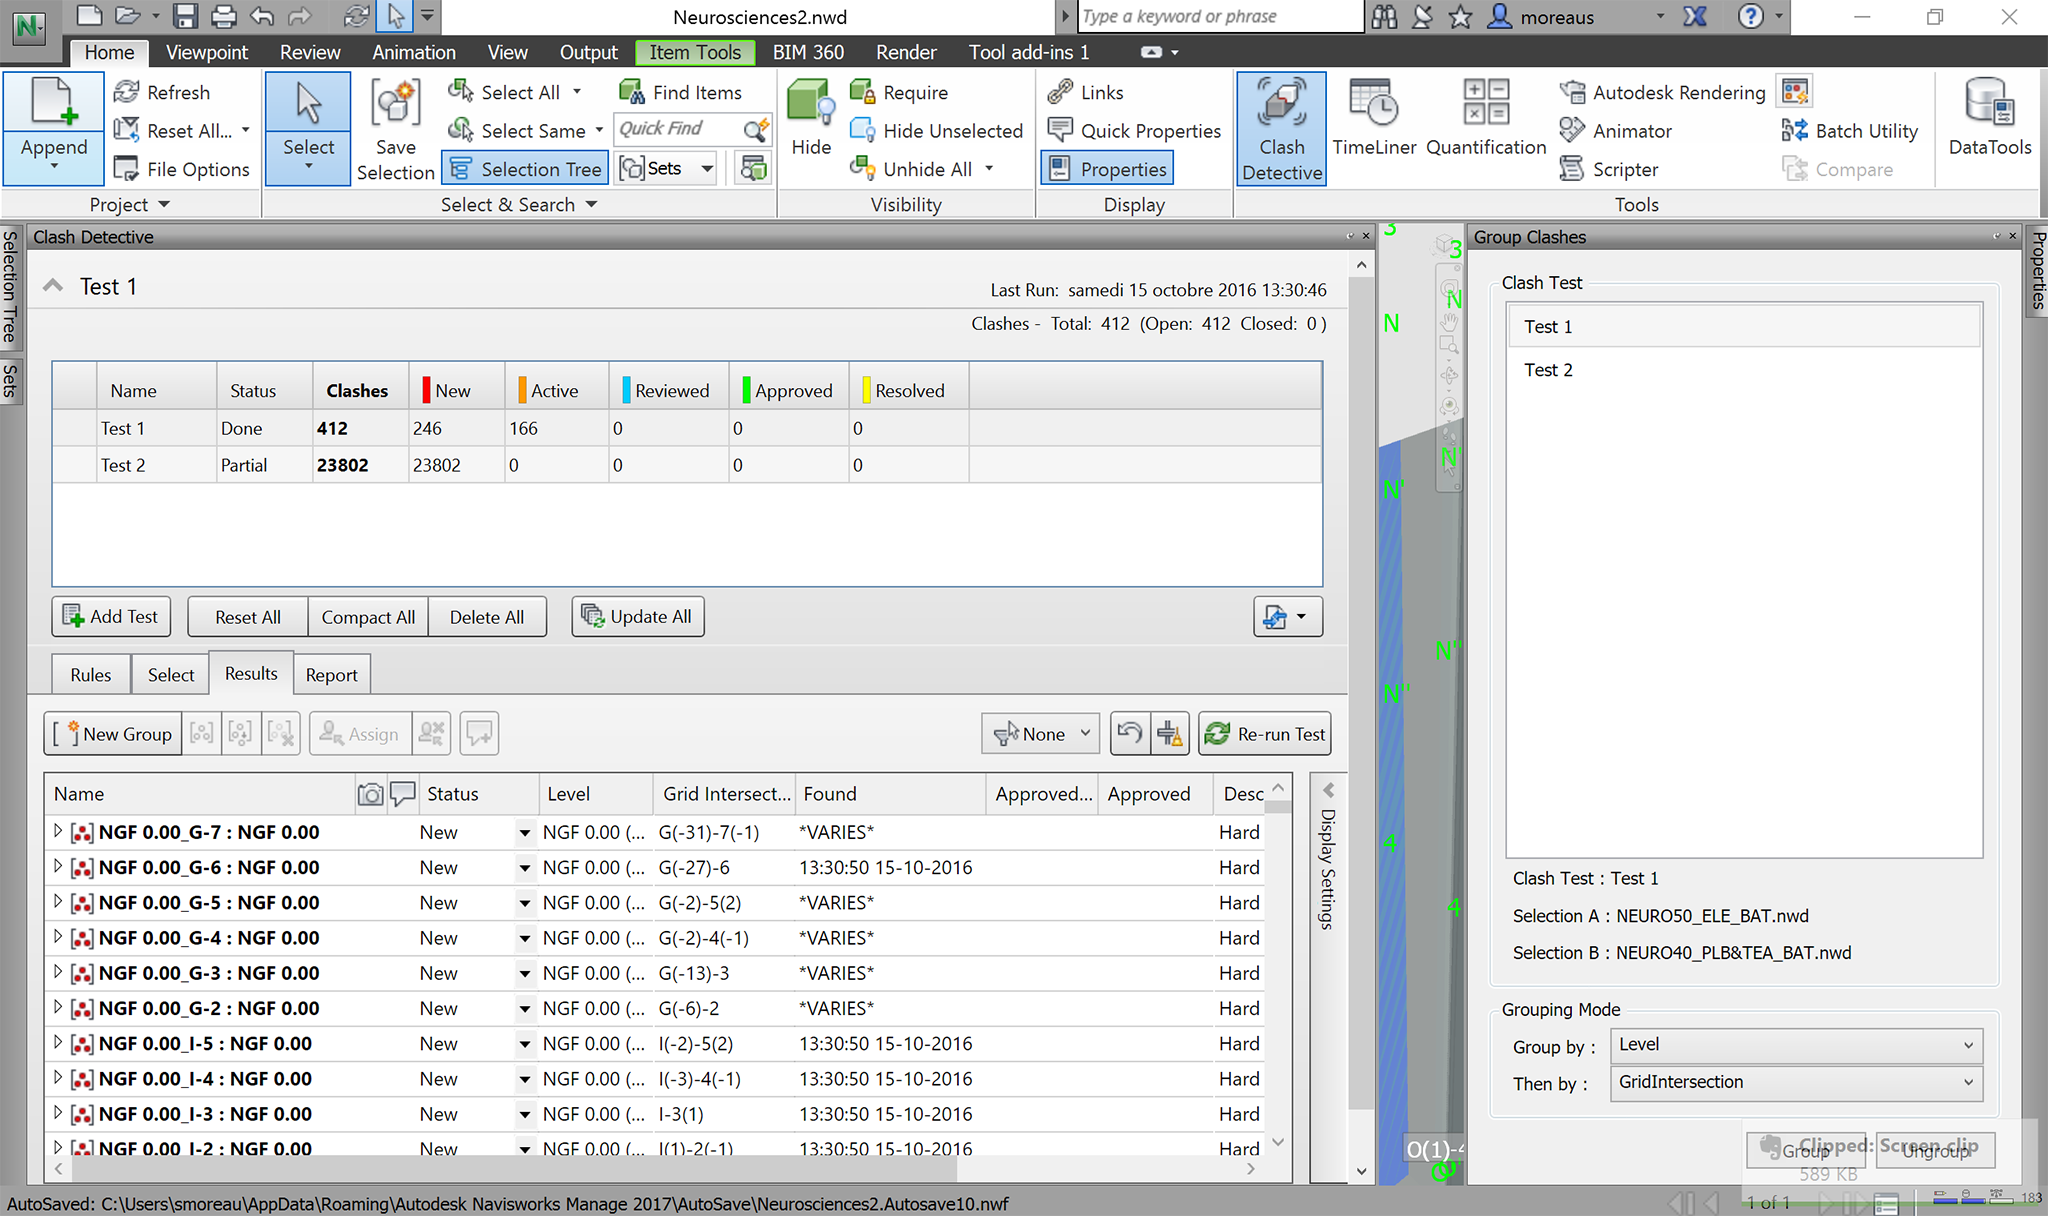 Neurosciences2.nwd
Type a keyword or phrase
moreaus
Home Viewpoint Review Animation View Output Item Tools BIM 360 Render Tool add-ins 1
Append
Refresh
Reset All...
File Options
Project
Select
Save Selection
Select All
Select Same
Selection Tree
Find Items
Quick Find
Sets
Select & Search
Hide
Require
Hide Unselected
Unhide All
Visibility
Links
Quick Properties
Properties
Display
Clash Detective
TimeLiner
Quantification
Autodesk Rendering
Animator
Scripter
Batch Utility
Compare
DataTools
Tools
Selection Tree
Sets
Clash Detective
Test 1
Last Run: samedi 15 octobre 2016 13:30:46
Clashes - Total: 412 (Open: 412 Closed: 0 )
Name Status Clashes New Active Reviewed Approved Resolved
Test 1 Done 412 246 166 0 0 0
Test 2 Partial 23802 23802 0 0 0 0
Add Test Reset All Compact All Delete All Update All
Rules Select Results Report
New Group Assign None Re-run Test
Name Status Level Grid Intersect... Found Approved... Approved Desc
NGF 0.00_G-7 : NGF 0.00 New NGF 0.00 (... G(-31)-7(-1) *VARIES* Hard
NGF 0.00_G-6 : NGF 0.00 New NGF 0.00 (... G(-27)-6 13:30:50 15-10-2016 Hard
NGF 0.00_G-5 : NGF 0.00 New NGF 0.00 (... G(-2)-5(2) *VARIES* Hard
NGF 0.00_G-4 : NGF 0.00 New NGF 0.00 (... G(-2)-4(-1) *VARIES* Hard
NGF 0.00_G-3 : NGF 0.00 New NGF 0.00 (... G(-13)-3 *VARIES* Hard
NGF 0.00_G-2 : NGF 0.00 New NGF 0.00 (... G(-6)-2 *VARIES* Hard
NGF 0.00_I-5 : NGF 0.00 New NGF 0.00 (... I(-2)-5(2) 13:30:50 15-10-2016 Hard
NGF 0.00_I-4 : NGF 0.00 New NGF 0.00 (... I(-3)-4(-1) 13:30:50 15-10-2016 Hard
NGF 0.00_I-3 : NGF 0.00 New NGF 0.00 (... I-3(1) 13:30:50 15-10-2016 Hard
NGF 0.00_I-2 : NGF 0.00 New NGF 0.00 (... I(1)-2(-1) 13:30:50 15-10-2016 Hard
Display Settings
3
3
N
N
N'
N'
N"
N"
4
4
O(1)-4
Group Clashes
Properties
Clash Test
Test 1
Test 2
Clash Test : Test 1
Selection A : NEURO50_ELE_BAT.nwd
Selection B : NEURO40_PLB&TEA_BAT.nwd
Grouping Mode
Group by : Level
Then by : GridIntersection
Group Ungroup
Clipped: Screen clip
589 KB
AutoSaved: C:\Users\smoreau\AppData\Roaming\Autodesk Navisworks Manage 2017\AutoSave\Neurosciences2.Autosave10.nwf
1 of 1
183